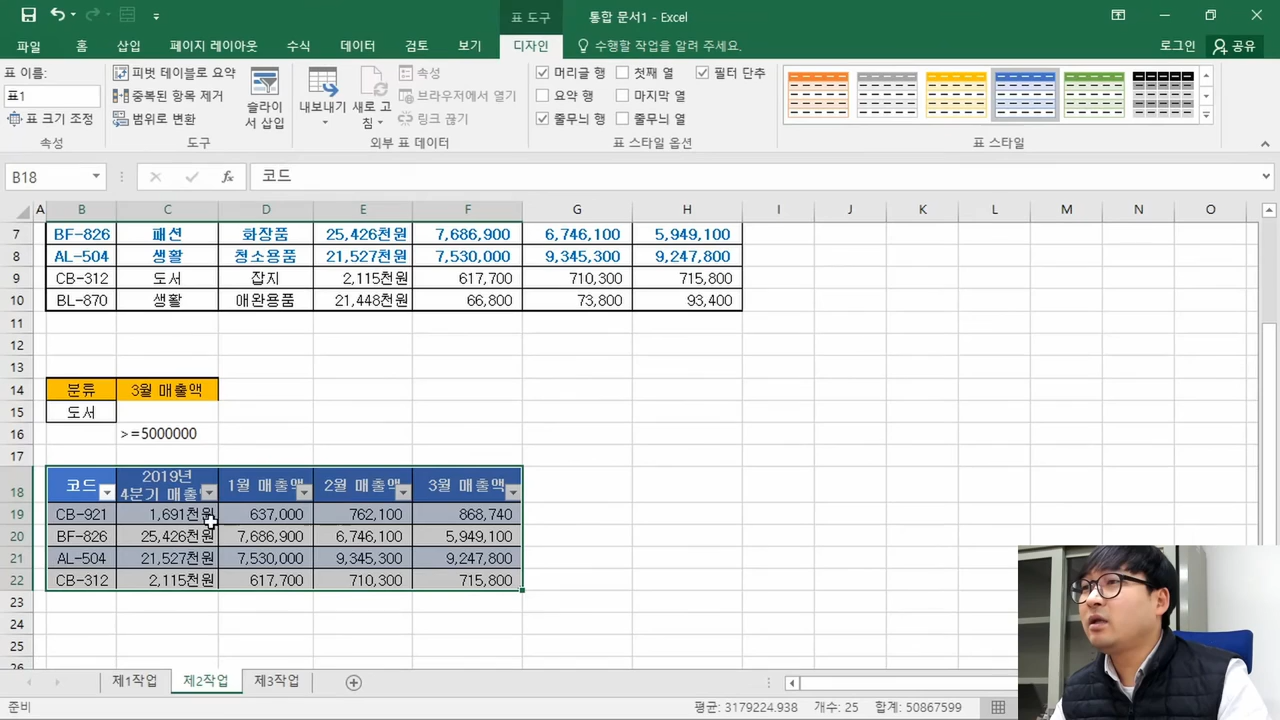 표 도구
통합 문서1 - Excel
파일 홈 삽입 페이지 레이아웃 수식 데이터 검토 보기 디자인 수행할 작업을 알려 주세요. 로그인 공유
표 이름:
표1
표 크기 조정
속성
피벗 테이블로 요약
중복된 항목 제거
범위로 변환
도구
슬라이
서 삽입
내보내기
새로 고
침
속성
브라우저에서 열기
링크 끊기
외부 표 데이터
머리글 행 첫째 열 필터 단추
요약 행 마지막 열
줄무늬 행 줄무늬 열
표 스타일 옵션
표 스타일
B18 fx 코드
A B C D E F G H I J K L M N O
7 BF-826 패션 화장품 25,426천원 7,686,900 6,746,100 5,949,100
8 AL-504 생활 청소용품 21,527천원 7,530,000 9,345,300 9,247,800
9 CB-312 도서 잡지 2,115천원 617,700 710,300 715,800
10 BL-870 생활 애완용품 21,448천원 66,800 73,800 93,400
11
12
13
14 분류 3월 매출액
15 도서
16 >=5000000
17
18 코드 2019년
4분기 매출 1월 매출액 2월 매출액 3월 매출액
19 CB-921 1,691천원 637,000 762,100 868,740
20 BF-826 25,426천원 7,686,900 6,746,100 5,949,100
21 AL-504 21,527천원 7,530,000 9,345,300 9,247,800
22 CB-312 2,115천원 617,700 710,300 715,800
23
24
25
26
제1작업 제2작업 제3작업
준비 평균: 3179224.938 개수: 25 합계: 50867599